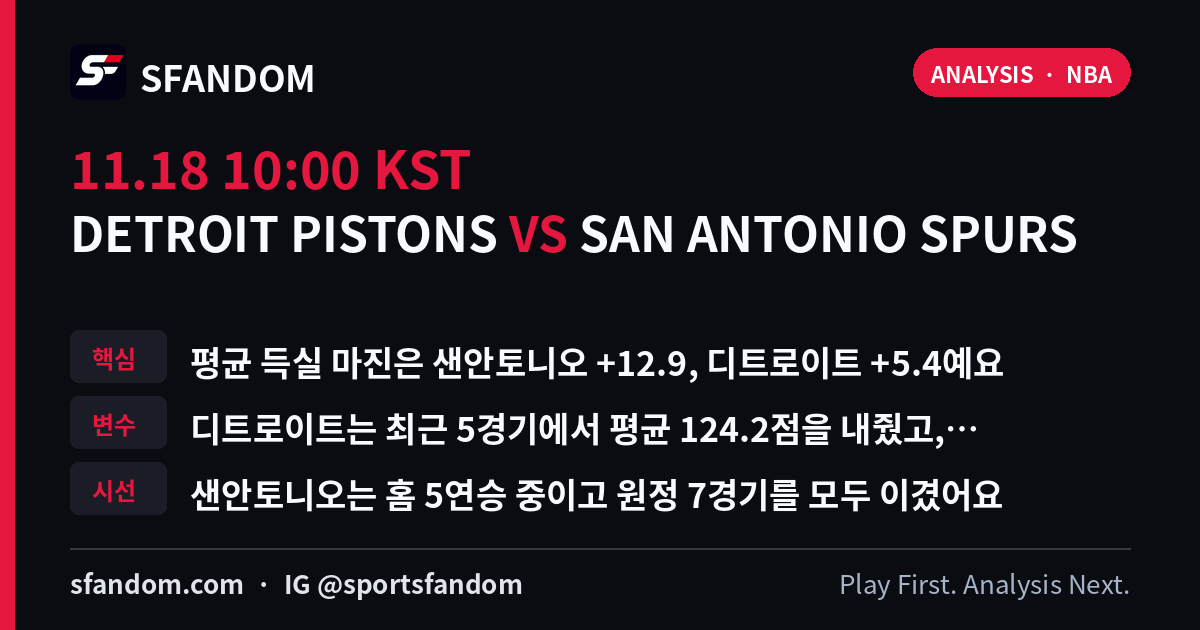 SF SFANDOM
ANALYSIS · NBA
11.18 10:00 KST
DETROIT PISTONS VS SAN ANTONIO SPURS
핵심 평균 득실 마진은 샌안토니오 +12.9, 디트로이트 +5.4예요
변수 디트로이트는 최근 5경기에서 평균 124.2점을 내줬고,…
시선 샌안토니오는 홈 5연승 중이고 원정 7경기를 모두 이겼어요
sfandom.com · IG @sportsfandom
Play First. Analysis Next.